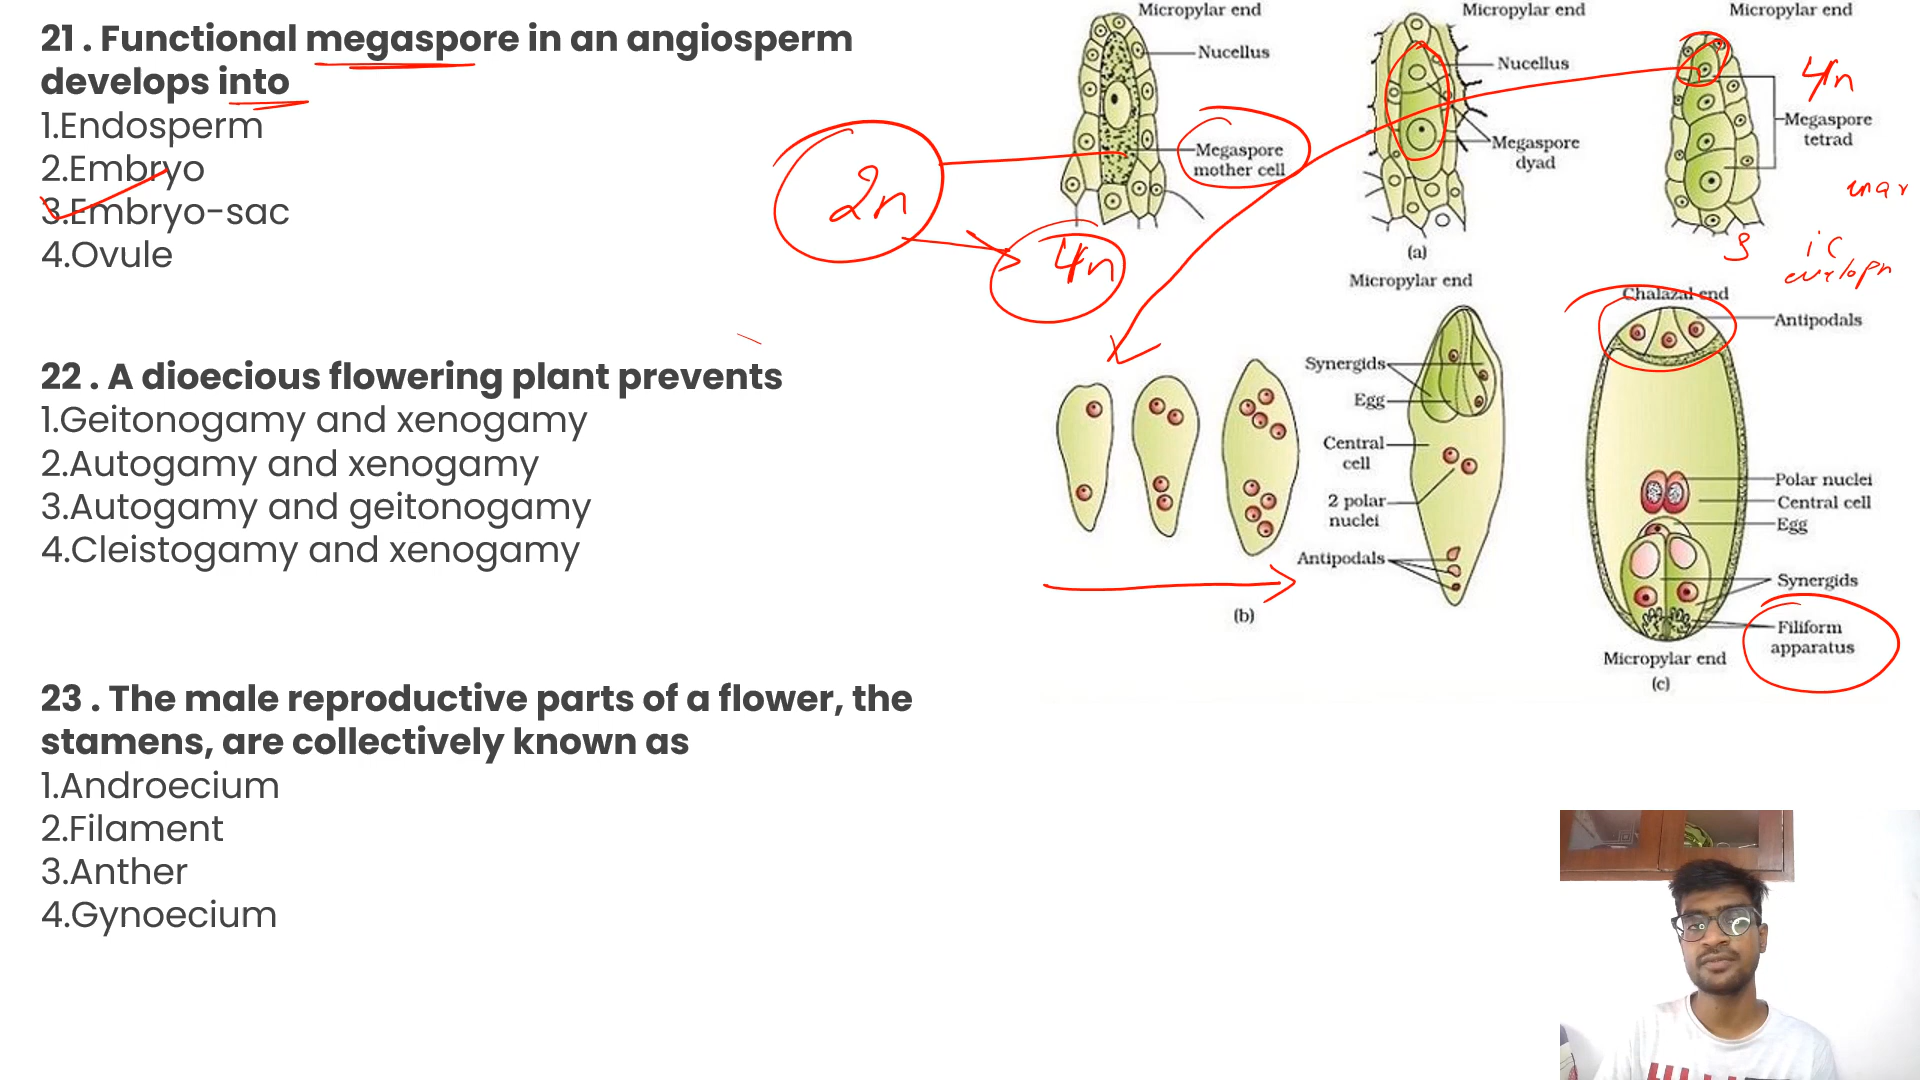 21 . Functional megaspore in an angiosperm
develops into
1.Endosperm
2.Embryo
3.Embryo-sac
4.Ovule
22 . A dioecious flowering plant prevents
1.Geitonogamy and xenogamy
2.Autogamy and xenogamy
3.Autogamy and geitonogamy
4.Cleistogamy and xenogamy
23 . The male reproductive parts of a flower, the
stamens, are collectively known as
1.Androecium
2.Filament
3.Anther
4.Gynoecium
Micropylar end
Nucellus
Megaspore
mother cell
2n
4n
Micropylar end
Nucellus
Megaspore
dyad
(a)
Micropylar end
4n
Megaspore
tetrad
3
Micropylar end
Synergids
Egg
Central
cell
2 polar
nuclei
Antipodals
(b)
Chalazal end
Antipodals
Polar nuclei
Central cell
Egg
Synergids
Filiform
apparatus
Micropylar end
(c)